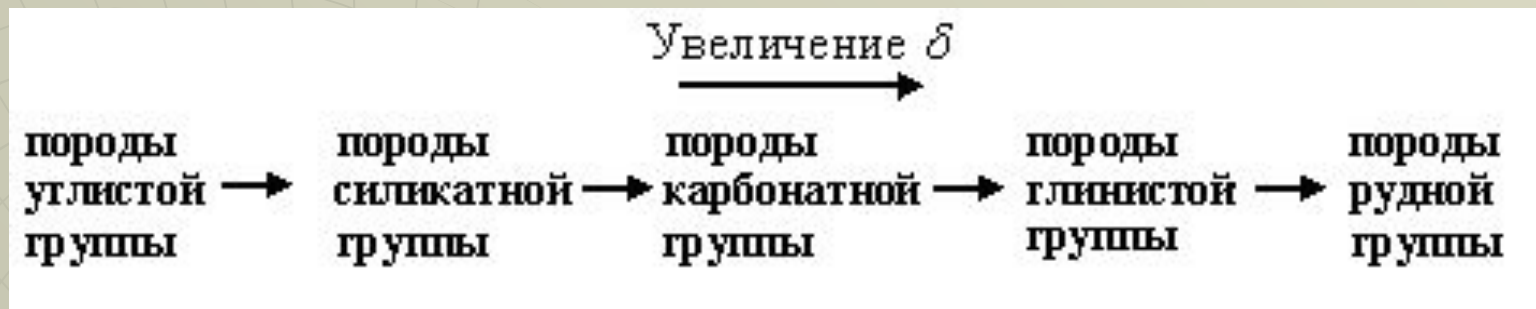 Увеличение δ
породы породы породы породы породы
углистой силикатной карбонатной глинистой рудной
группы группы группы группы группы